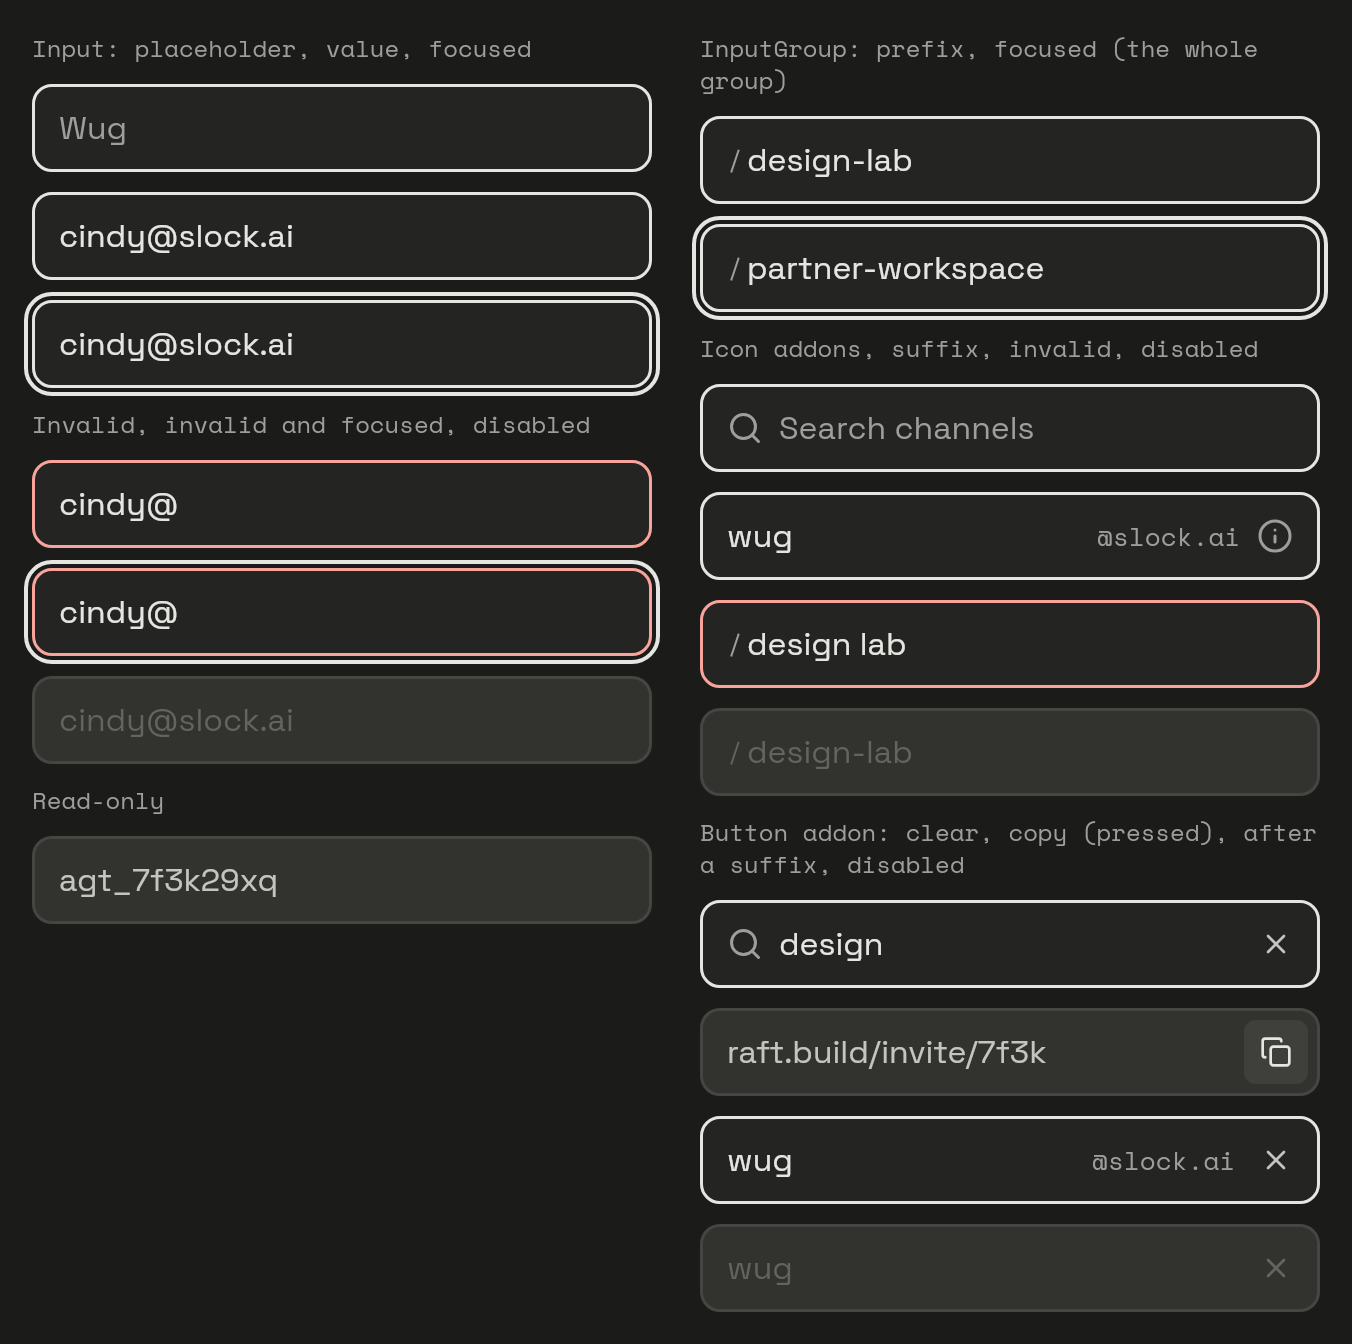 Input: placeholder, value, focused
Wug
cindy@slock.ai
cindy@slock.ai
Invalid, invalid and focused, disabled
cindy@
cindy@
cindy@slock.ai
Read-only
agt_7f3k29xq
InputGroup: prefix, focused (the whole
group)
/ design-lab
/ partner-workspace
Icon addons, suffix, invalid, disabled
Search channels
wug @slock.ai
/ design lab
/ design-lab
Button addon: clear, copy (pressed), after
a suffix, disabled
design
raft.build/invite/7f3k
wug @slock.ai
wug